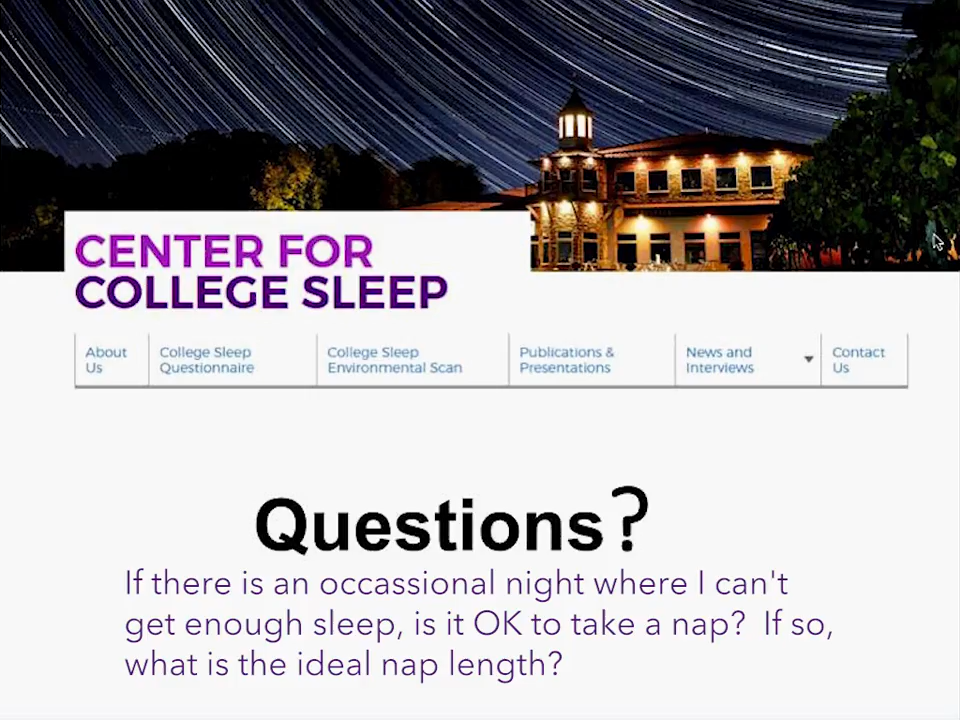 CENTER FOR
COLLEGE SLEEP
About
Us
College Sleep
Questionnaire
College Sleep
Environmental Scan
Publications &
Presentations
News and
Interviews
Contact
Us
Questions?
If there is an occassional night where I can't
get enough sleep, is it OK to take a nap?  If so,
what is the ideal nap length?